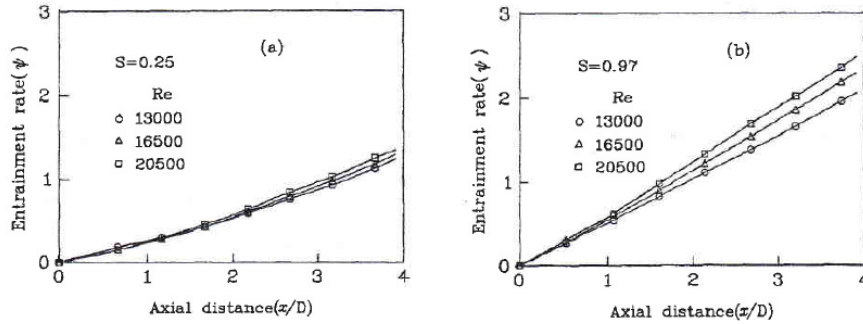 3
(a)
S=0.25
Entrainment rate(ψ)
2
Re
13000
16500
1
20500
0
0 1 2 3 4
Axial distance(x/D)
3
(b)
S=0.97
Entrainment rate(ψ)
2
Re
13000
16500
1
20500
0
0 1 2 3 4
Axial distance(x/D)